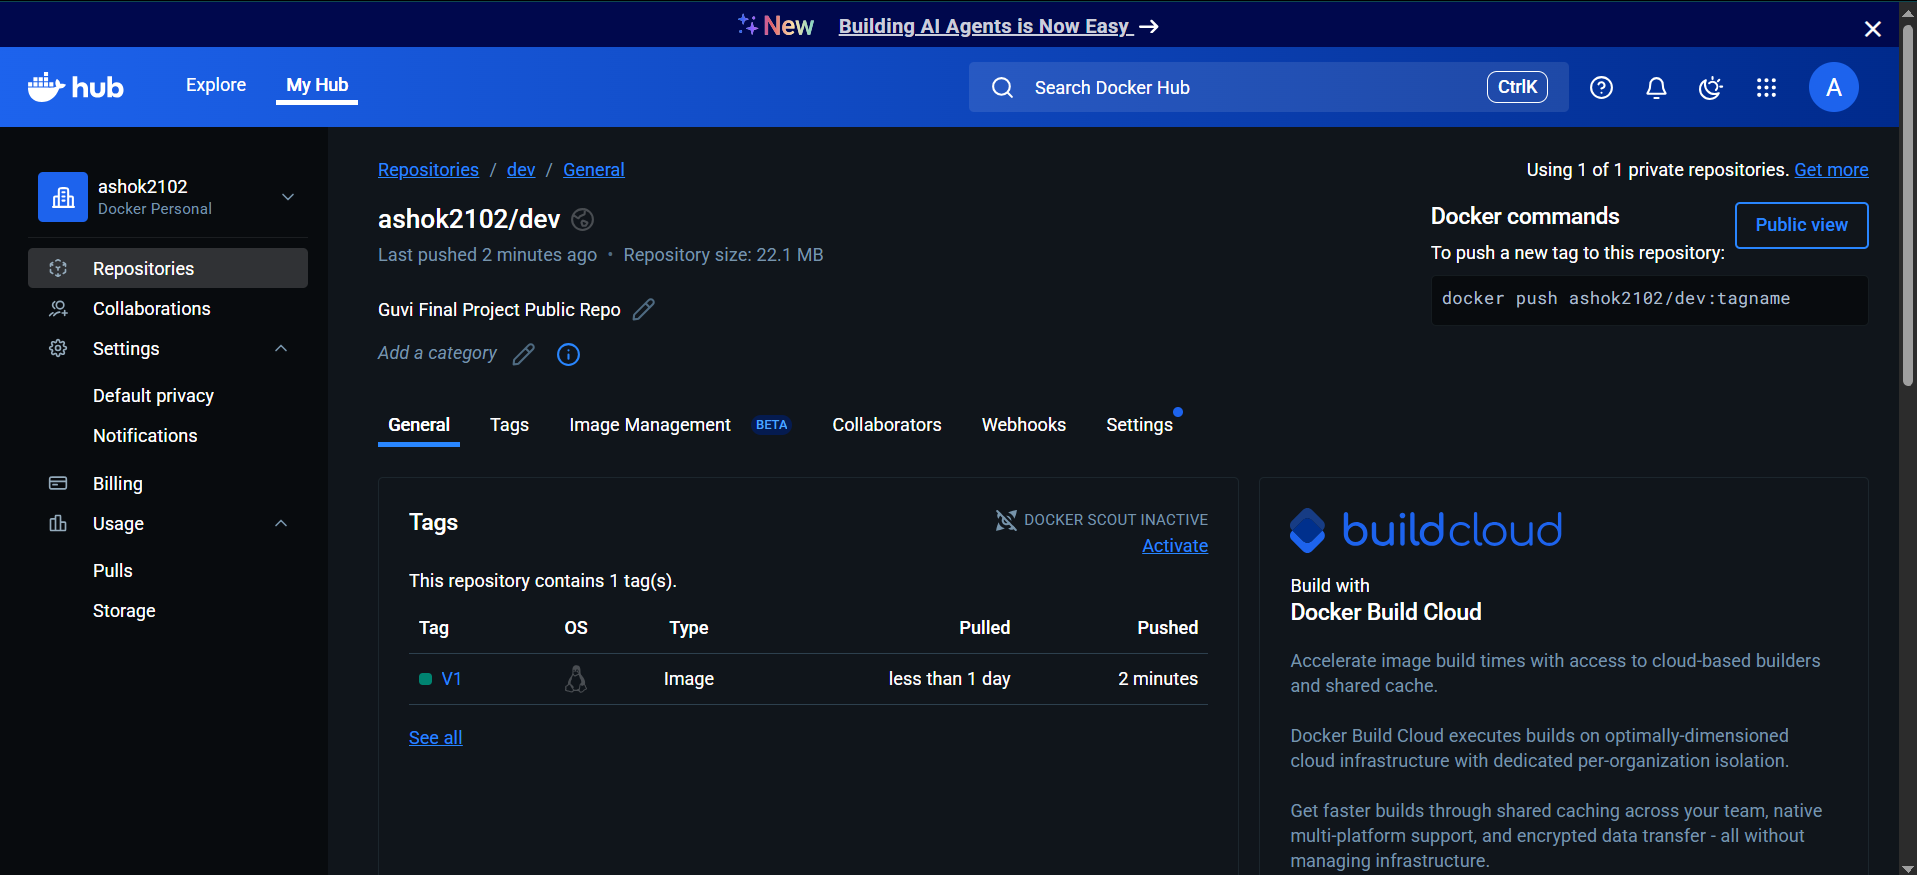 New Building AI Agents is Now Easy
hub
Explore
My Hub
Search Docker Hub
CtrlK
A
ashok2102
Docker Personal
Repositories
Collaborations
Settings
Default privacy
Notifications
Billing
Usage
Pulls
Storage
Repositories / dev / General
Using 1 of 1 private repositories. Get more
ashok2102/dev
Last pushed 2 minutes ago • Repository size: 22.1 MB
Guvi Final Project Public Repo
Add a category
Docker commands
Public view
To push a new tag to this repository:
docker push ashok2102/dev:tagname
General
Tags
Image Management BETA
Collaborators
Webhooks
Settings
Tags
DOCKER SCOUT INACTIVE
Activate
This repository contains 1 tag(s).
Tag OS Type Pulled Pushed
V1 Image less than 1 day 2 minutes
See all
buildcloud
Build with
Docker Build Cloud
Accelerate image build times with access to cloud-based builders
and shared cache.
Docker Build Cloud executes builds on optimally-dimensioned
cloud infrastructure with dedicated per-organization isolation.
Get faster builds through shared caching across your team, native
multi-platform support, and encrypted data transfer - all without
managing infrastructure.